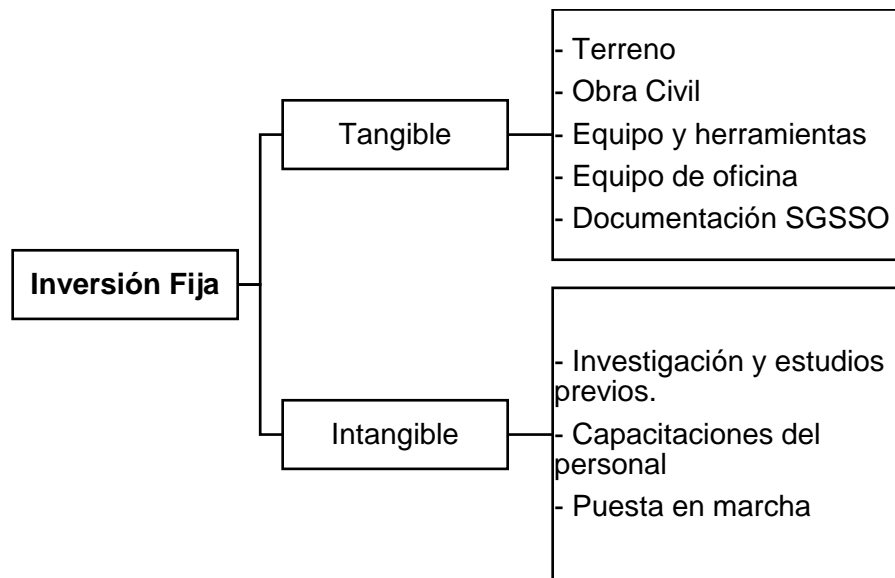 Inversión Fija
Tangible
- Terreno
- Obra Civil
- Equipo y herramientas
- Equipo de oficina
- Documentación SGSSO
Intangible
- Investigación y estudios
previos.
- Capacitaciones del
personal
- Puesta en marcha